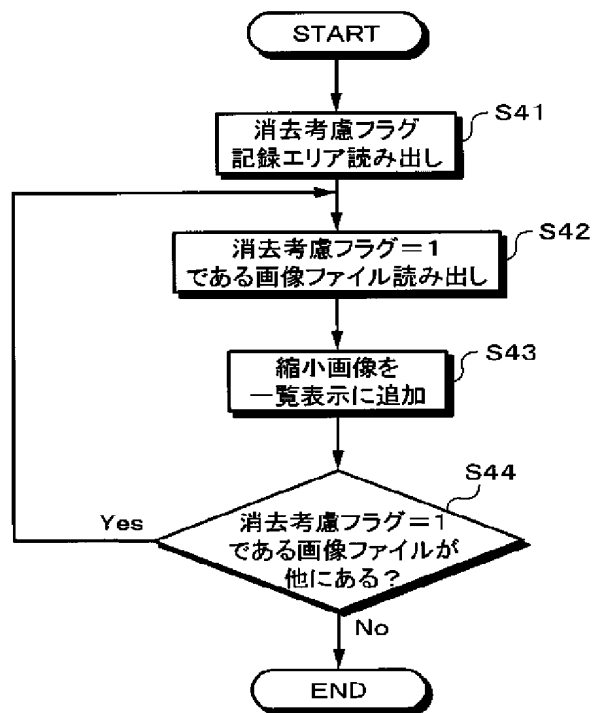 START
S41
消去考慮フラグ
記録エリア読み出し
S42
消去考慮フラグ=1
である画像ファイル読み出し
S43
縮小画像を
一覧表示に追加
S44
Yes
消去考慮フラグ=1
である画像ファイルが
他にある?
No
END